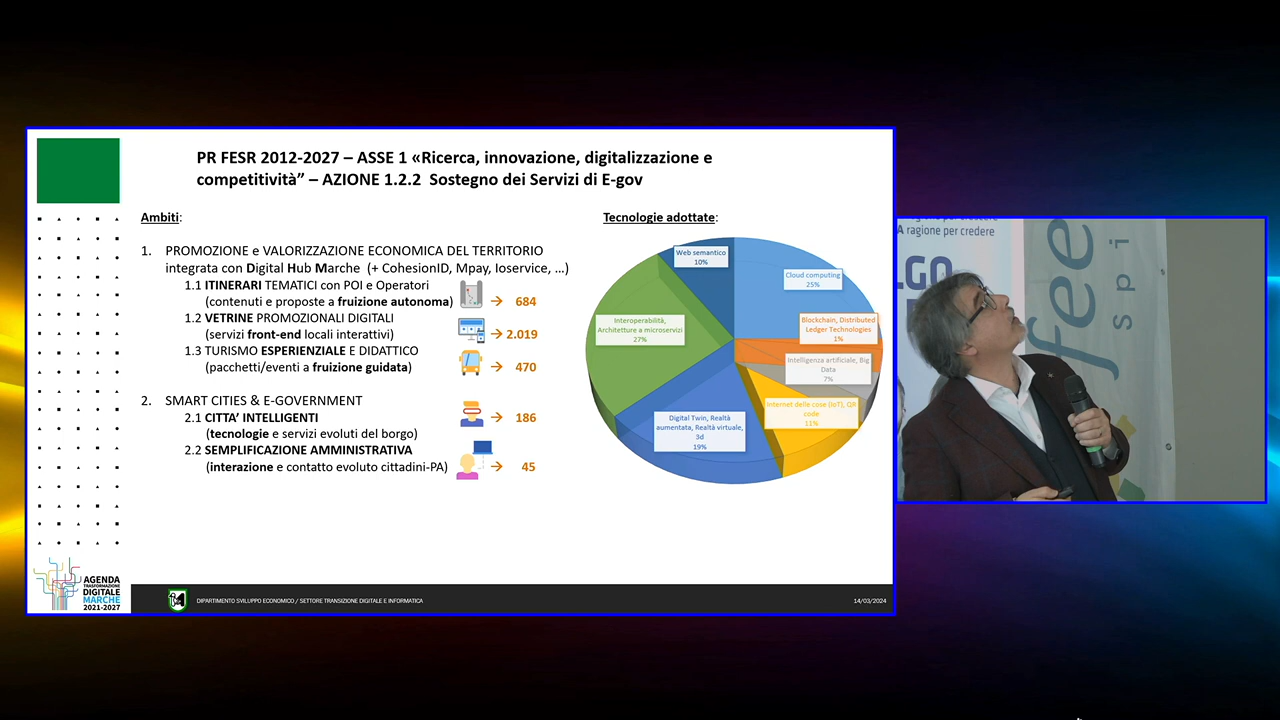 PR FESR 2012-2027 – ASSE 1 «Ricerca, innovazione, digitalizzazione e
competitività” – AZIONE 1.2.2 Sostegno dei Servizi di E-gov
Ambiti:
1. PROMOZIONE e VALORIZZAZIONE ECONOMICA DEL TERRITORIO
integrata con Digital Hub Marche (+ CohesionID, Mpay, Ioservice, ...)
1.1 ITINERARI TEMATICI con POI e Operatori
(contenuti e proposte a fruizione autonoma) → 684
1.2 VETRINE PROMOZIONALI DIGITALI
(servizi front-end locali interattivi) → 2.019
1.3 TURISMO ESPERIENZIALE E DIDATTICO
(pacchetti/eventi a fruizione guidata) → 470
2. SMART CITIES & E-GOVERNMENT
2.1 CITTA’ INTELLIGENTI → 186
(tecnologie e servizi evoluti del borgo)
2.2 SEMPLIFICAZIONE AMMINISTRATIVA
(interazione e contatto evoluto cittadini-PA) → 45
Tecnologie adottate:
Web semantico
10%
Cloud computing
25%
Blockchain, Distributed
Ledger Technologies
1%
Interoperabilità,
Architetture a microservizi
27%
Intelligenza artificiale, Big
Data
7%
Internet delle cose (IoT), QR
code
11%
Digital Twin, Realtà
aumentata, Realtà virtuale,
3d
19%
AGENDA
TRASFORMAZIONE
DIGITALE
MARCHE
2021-2027
DIPARTIMENTO SVILUPPO ECONOMICO / SETTORE TRANSIZIONE DIGITALE E INFORMATICA
14/03/2024
A ragione per credere
fee
spi